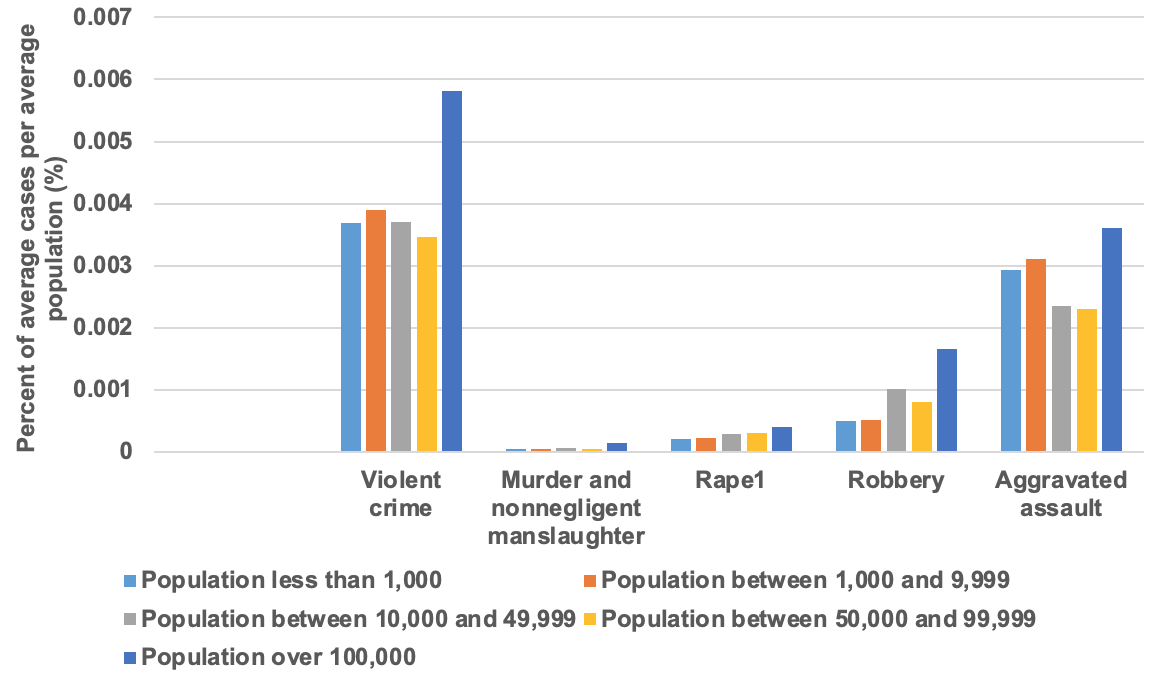 Percent of average cases per average
population (%)
0.007
0.006
0.005
0.004
0.003
0.002
0.001
0
Violent
crime
Murder and
nonnegligent
manslaughter
Rape1
Robbery
Aggravated
assault
Population less than 1,000
Population between 1,000 and 9,999
Population between 10,000 and 49,999
Population between 50,000 and 99,999
Population over 100,000